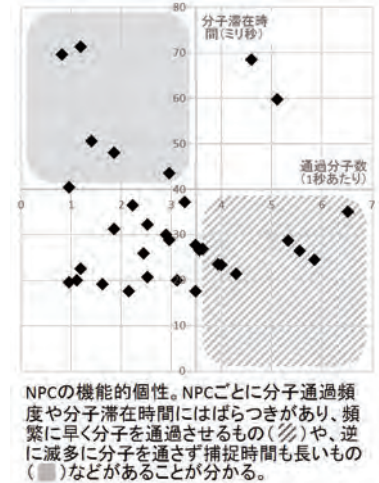 80
分子滞在時
間(ミリ秒)
70
60
50
通過分子数
(1秒あたり)
40
0 1 2 3 4 5 6 7
30
20
10
0
NPCの機能的個性。NPCごとに分子通過頻
度や分子滞在時間にはばらつきがあり、頻
繁に早く分子を通過させるもの( )や、逆
に滅多に分子を通さず捕捉時間も長いもの
( )などがあることが分かる。